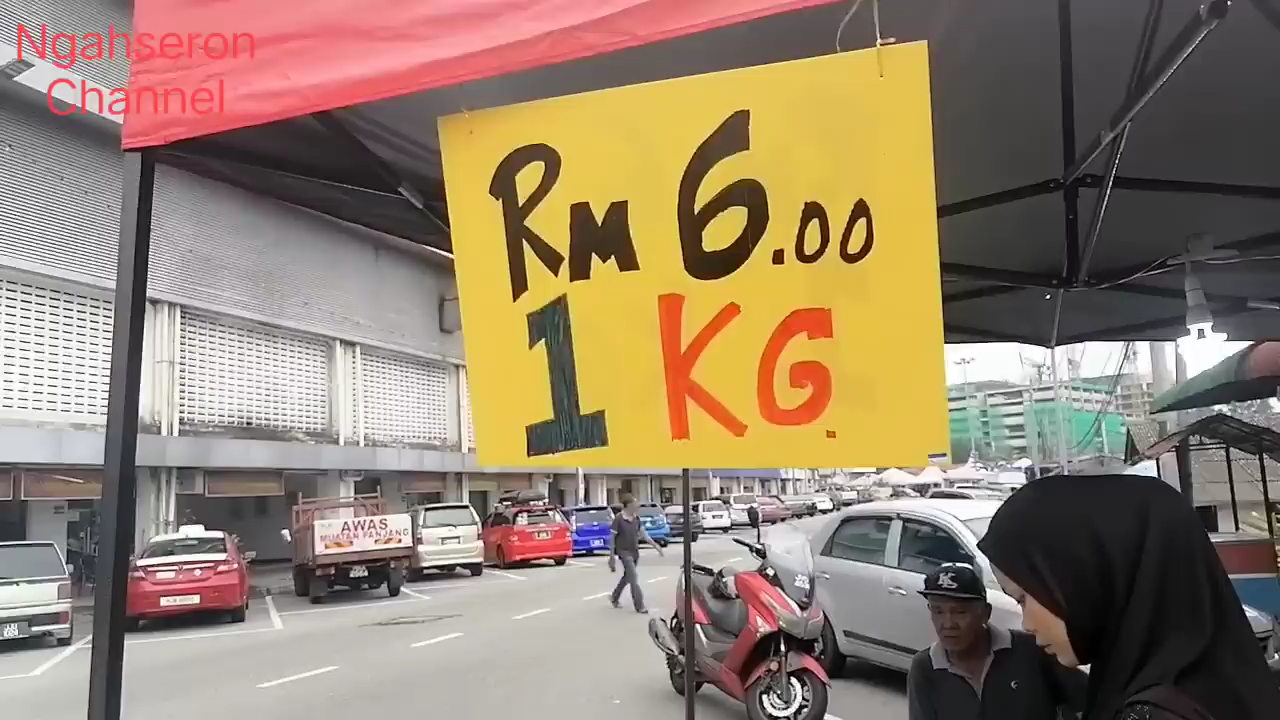 Ngahseron
Channel
RM 6.00
1 KG
AWAS
MUATAN PANJANG